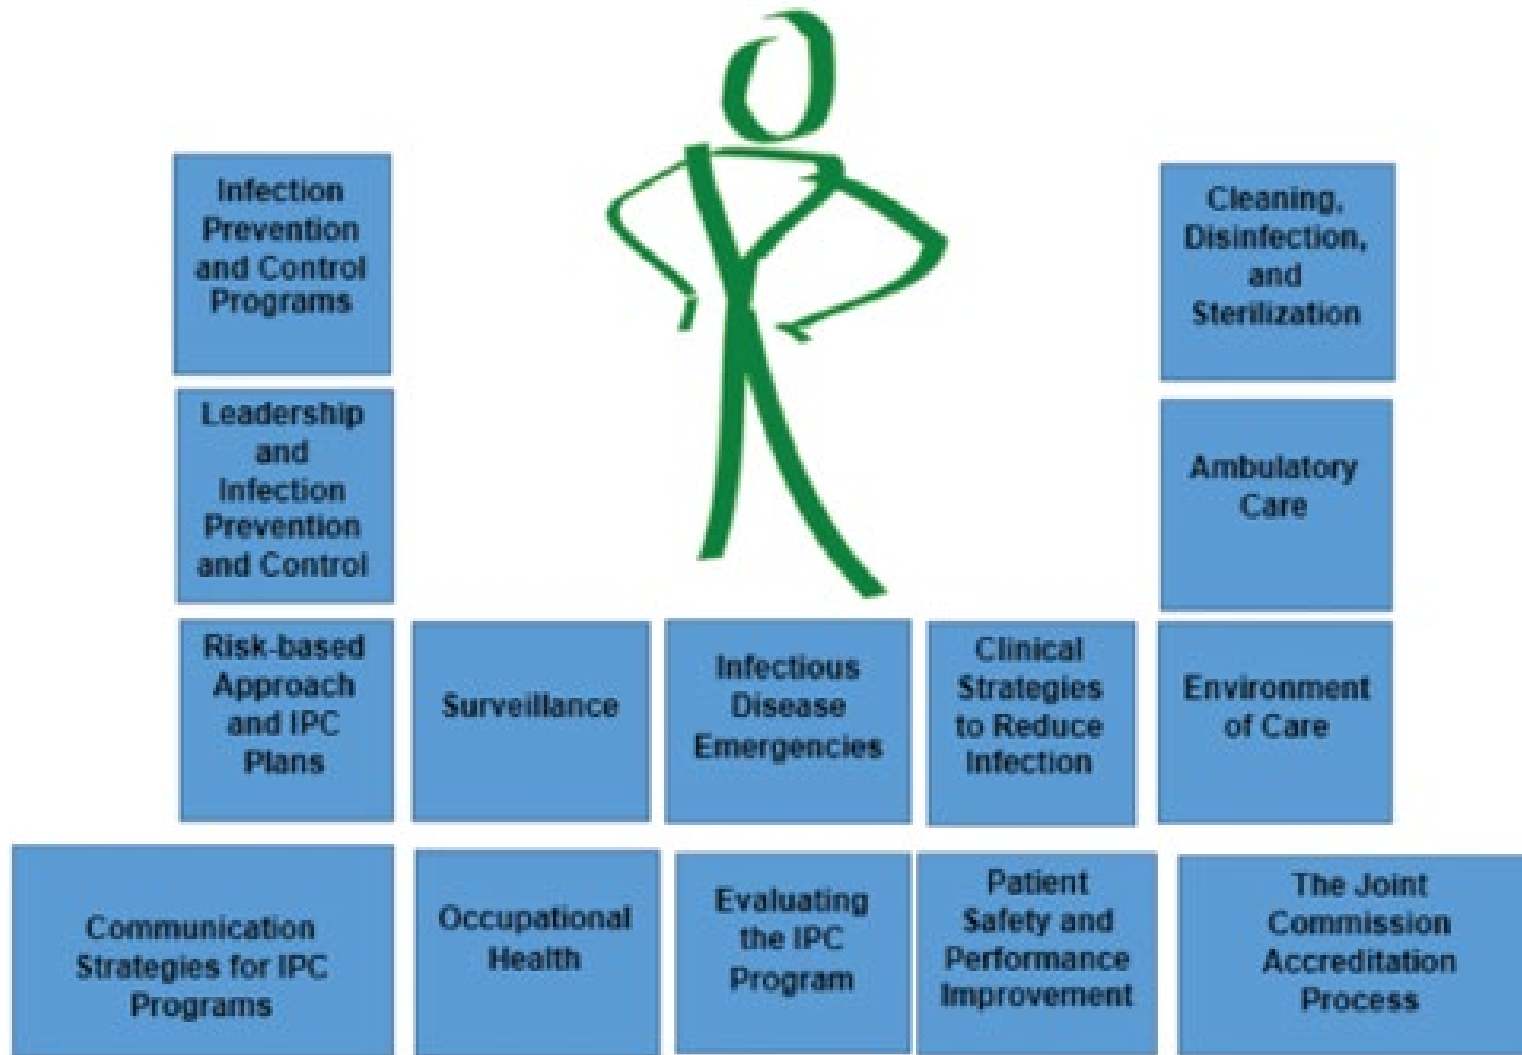 Infection
Prevention
and Control
Programs
Cleaning,
Disinfection,
and
Sterilization
Leadership
and
Infection
Prevention
and Control
Ambulatory
Care
Risk-based
Approach
and IPC
Plans
Surveillance
Infectious
Disease
Emergencies
Clinical
Strategies
to Reduce
Infection
Environment
of Care
Communication
Strategies for IPC
Programs
Occupational
Health
Evaluating
the IPC
Program
Patient
Safety and
Performance
Improvement
The Joint
Commission
Accreditation
Process